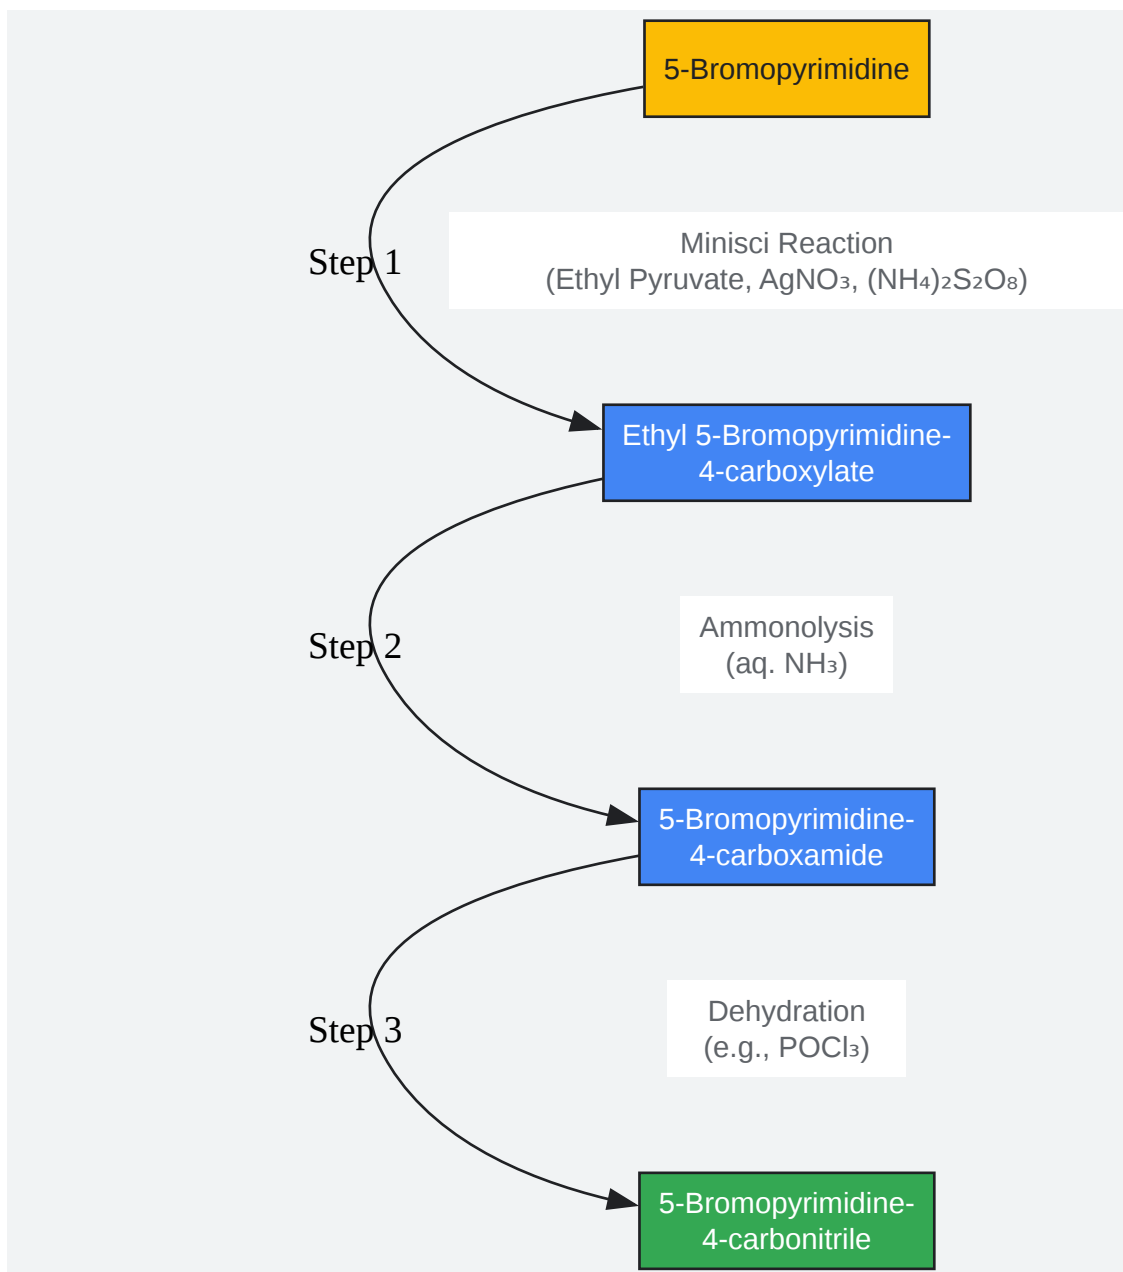 5-Bromopyrimidine
Step 1
Minisci Reaction
(Ethyl Pyruvate, AgNO₃, (NH₄)₂S₂O₈)
Ethyl 5-Bromopyrimidine-
4-carboxylate
Step 2
Ammonolysis
(aq. NH₃)
5-Bromopyrimidine-
4-carboxamide
Step 3
Dehydration
(e.g., POCl₃)
5-Bromopyrimidine-
4-carbonitrile